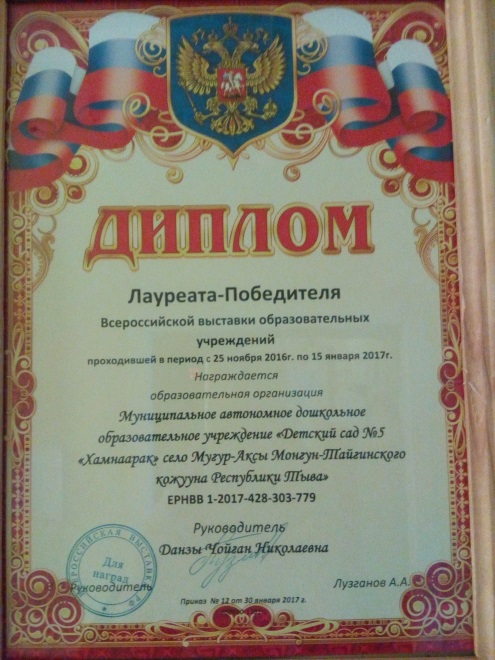 ДИПЛОМ
Лауреата-Победителя
Всероссийской выставки образовательных
учреждений
проходившей в период с 25 ноября 2016г. по 15 января 2017г.
Награждается
образовательная организация
Муниципальное автономное дошкольное
образовательное учреждение «Детский сад №5
«Хамнаарак» село Мугур-Аксы Монгун-Тайгинского
кожууна Республики Тыва»
ЕРНВВ 1-2017-428-303-779
Руководитель
Данзы Чойган Николаевна
Для
наград
Руководитель
Лузганов А.А.
Приказ № 12 от 30 января 2017 г.